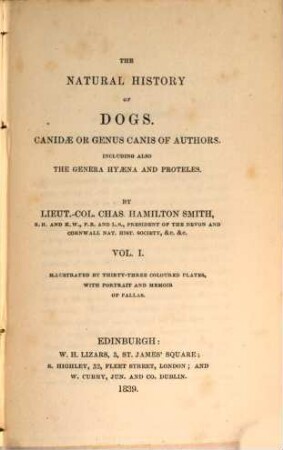 THE
NATURAL HISTORY
OF
DOGS.
CANIDÆ OR GENUS CANIS OF AUTHORS.
INCLUDING ALSO
THE GENERA HYÆNA AND PROTELES.
BY
LIEUT.-COL. CHAS. HAMILTON SMITH,
K. H. AND K. W., F.R. AND L.S., PRESIDENT OF THE DEVON AND
CORNWALL NAT. HIST. SOCIETY, &c. &c.
VOL. I.
ILLUSTRATED BY THIRTY-THREE COLOURED PLATES,
WITH PORTRAIT AND MEMOIR
OF PALLAS.
EDINBURGH:
W. H. LIZARS, 3, ST. JAMES' SQUARE;
S. HIGHLEY, 32, FLEET STREET, LONDON; AND
W. CURRY, JUN. AND CO. DUBLIN.
1839.